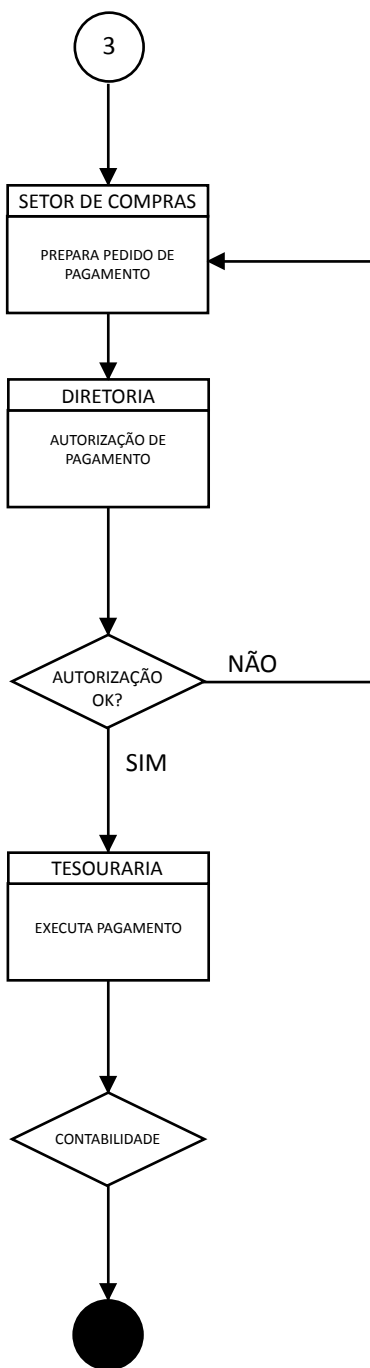 3
SETOR DE COMPRAS
PREPARA PEDIDO DE
PAGAMENTO
DIRETORIA
AUTORIZAÇÃO DE
PAGAMENTO
AUTORIZAÇÃO
OK?
NÃO
SIM
TESOURARIA
EXECUTA PAGAMENTO
CONTABILIDADE